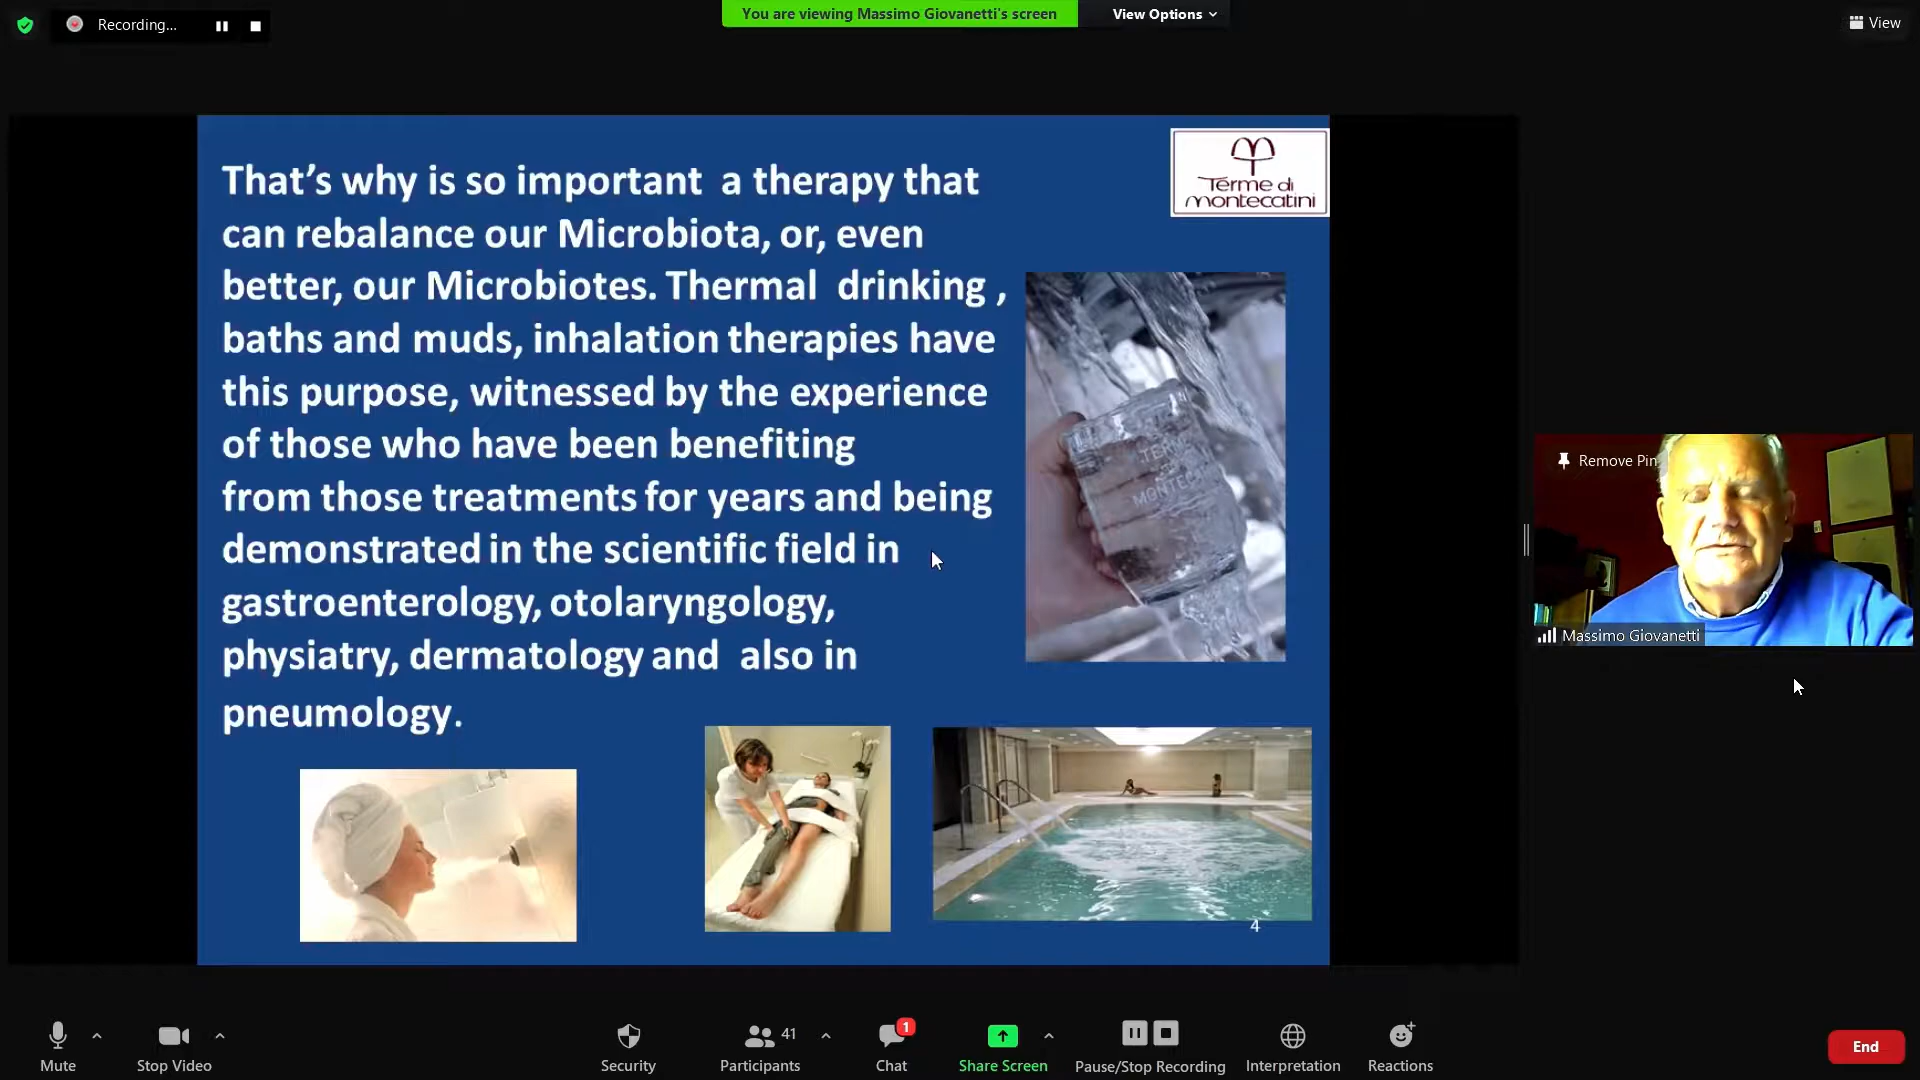 Recording...
You are viewing Massimo Giovanetti's screen
View Options
View
Terme di
montecatini
That's why is so important a therapy that
can rebalance our Microbiota, or, even
better, our Microbiotes. Thermal drinking ,
baths and muds, inhalation therapies have
this purpose, witnessed by the experience
of those who have been benefiting
from those treatments for years and being
demonstrated in the scientific field in
gastroenterology, otolaryngology,
physiatry, dermatology and also in
pneumology.
4
Remove Pin
Massimo Giovanetti
Mute
Stop Video
Security
41
Participants
1
Chat
Share Screen
Pause/Stop Recording
Interpretation
Reactions
End